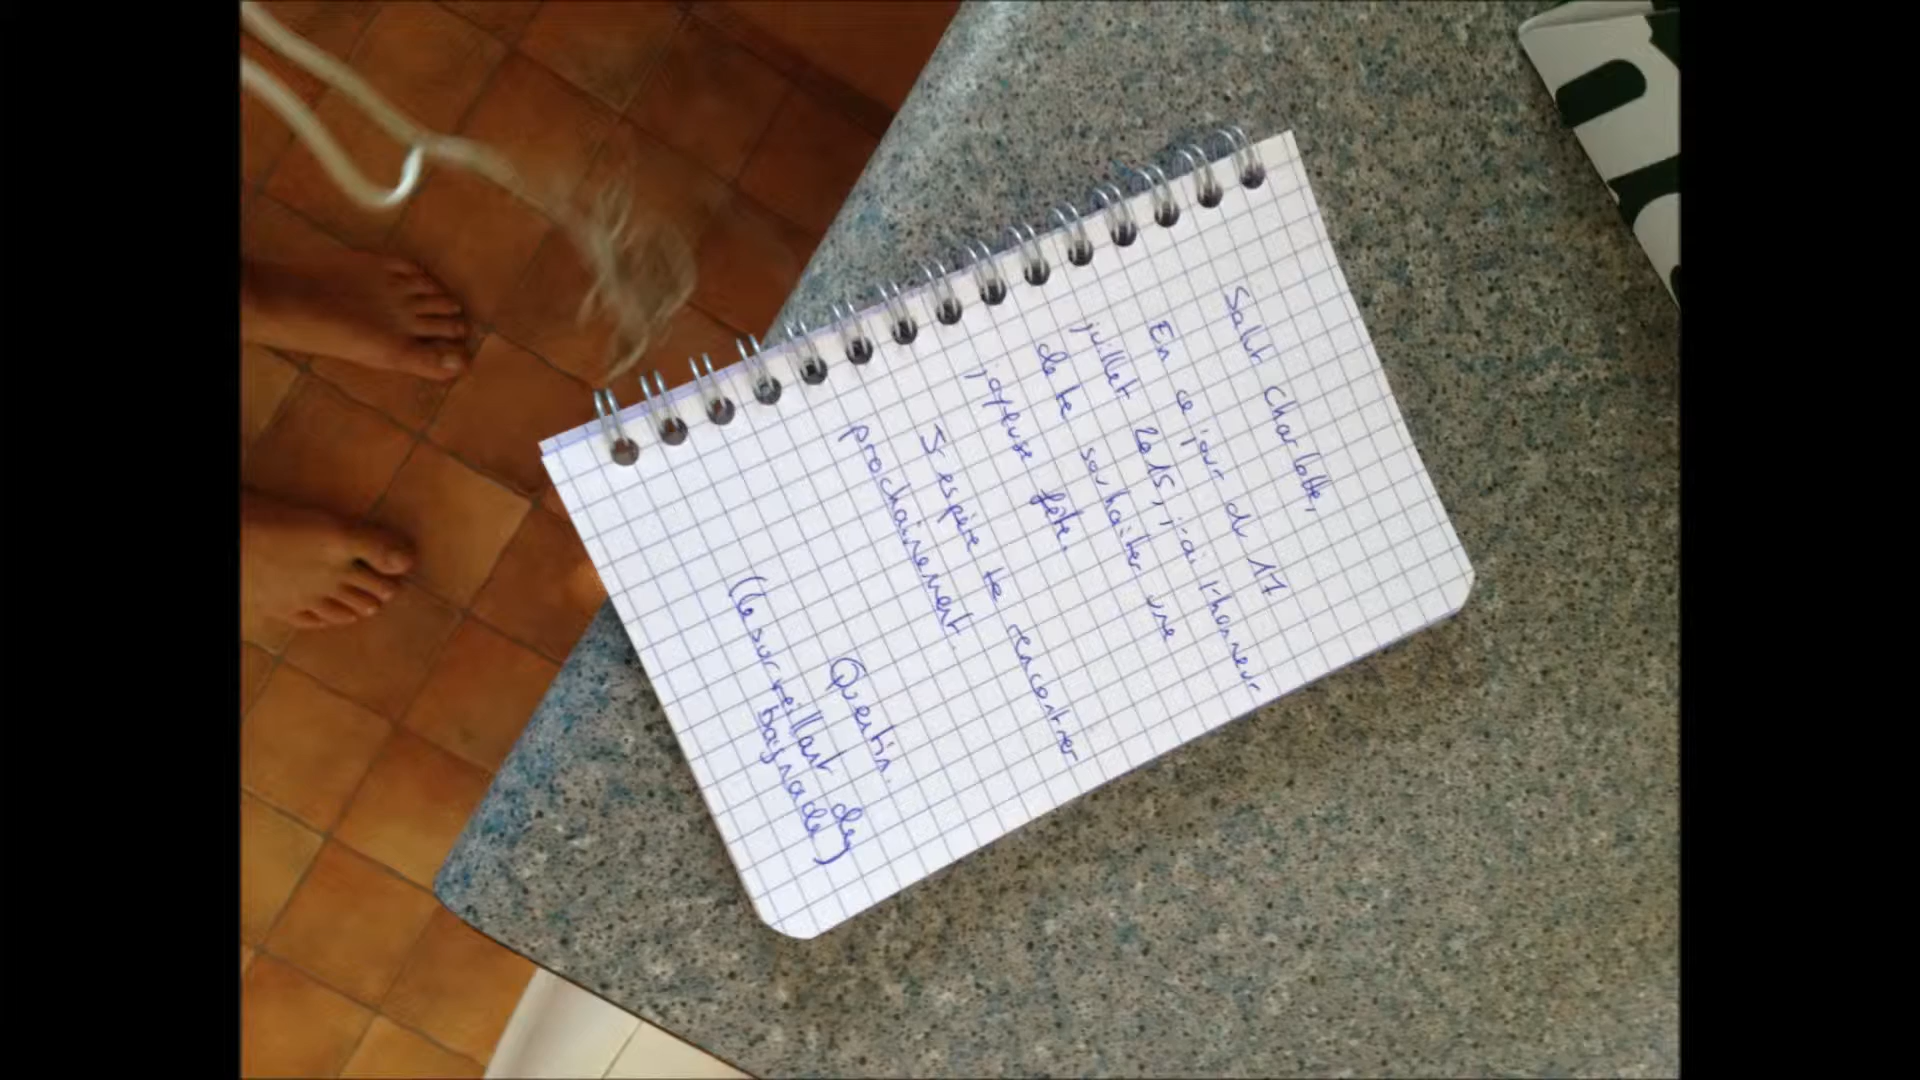 Salut Charlotte,
En ce jour du 17
juillet 2015, j'ai l'honneur
de te souhaiter une
joyeuse fête.
J'espère te rencontrer
prochainement.
Quentin.
(le surveillant des
baignade)